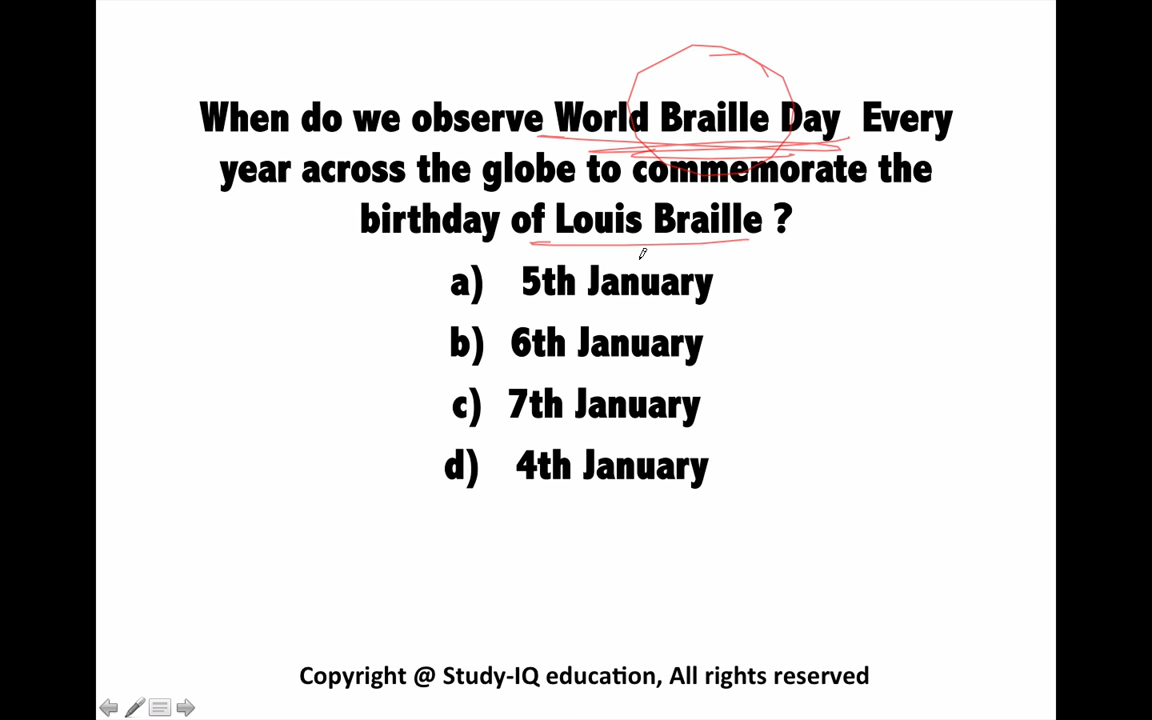 When do we observe World Braille Day Every
year across the globe to commemorate the
birthday of Louis Braille ?
a) 5th January
b) 6th January
c) 7th January
d) 4th January
Copyright @ Study-IQ education, All rights reserved